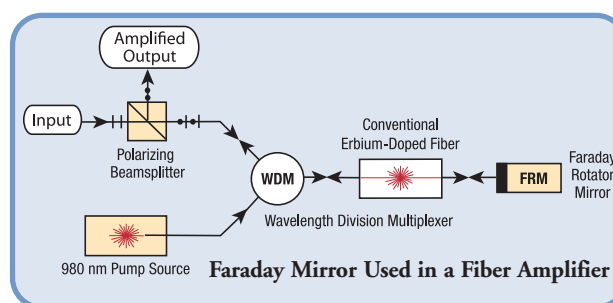 Amplified
Output
Input
Polarizing
Beamsplitter
Conventional
Erbium-Doped Fiber
WDM
FRM
Faraday
Rotator
Mirror
Wavelength Division Multiplexer
980 nm Pump Source
Faraday Mirror Used in a Fiber Amplifier